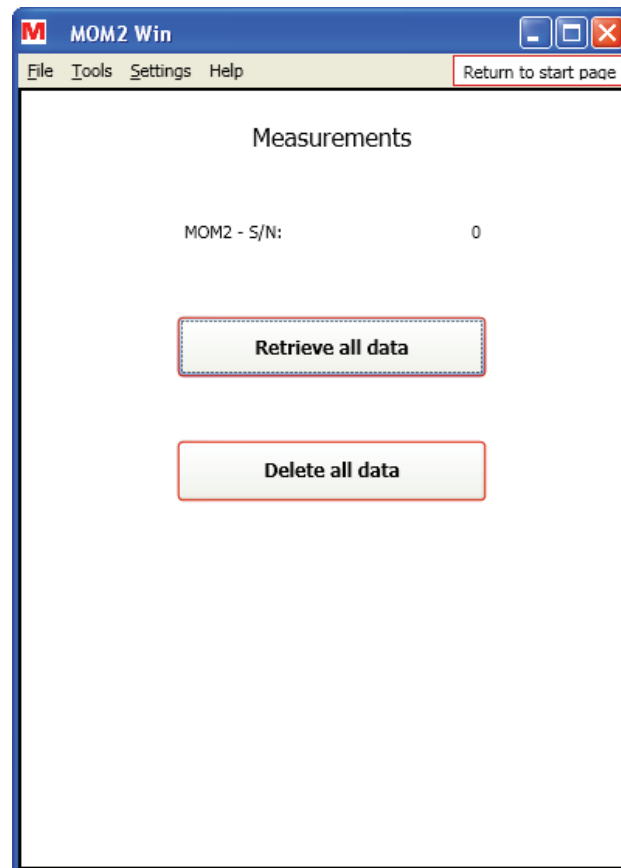 M MOM2 Win
File Tools Settings Help Return to start page
Measurements
MOM2 - S/N: 0
Retrieve all data
Delete all data